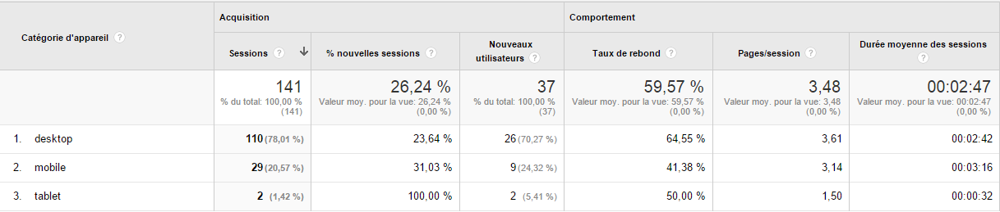 Catégorie d'appareil ?
Acquisition
Comportement
Sessions ?
% nouvelles sessions ?
Nouveaux
utilisateurs ?
Taux de rebond ?
Pages/session ?
Durée moyenne des sessions
?
141
% du total: 100,00 %
(141)
26,24 %
Valeur moy. pour la vue: 26,24 %
(0,00 %)
37
% du total: 100,00 %
(37)
59,57 %
Valeur moy. pour la vue: 59,57 %
(0,00 %)
3,48
Valeur moy. pour la vue: 3,48
(0,00 %)
00:02:47
Valeur moy. pour la vue: 00:02:47
(0,00 %)
1. desktop 110 (78,01 %) 23,64 % 26 (70,27 %) 64,55 % 3,61 00:02:42
2. mobile 29 (20,57 %) 31,03 % 9 (24,32 %) 41,38 % 3,14 00:03:16
3. tablet 2 (1,42 %) 100,00 % 2 (5,41 %) 50,00 % 1,50 00:00:32